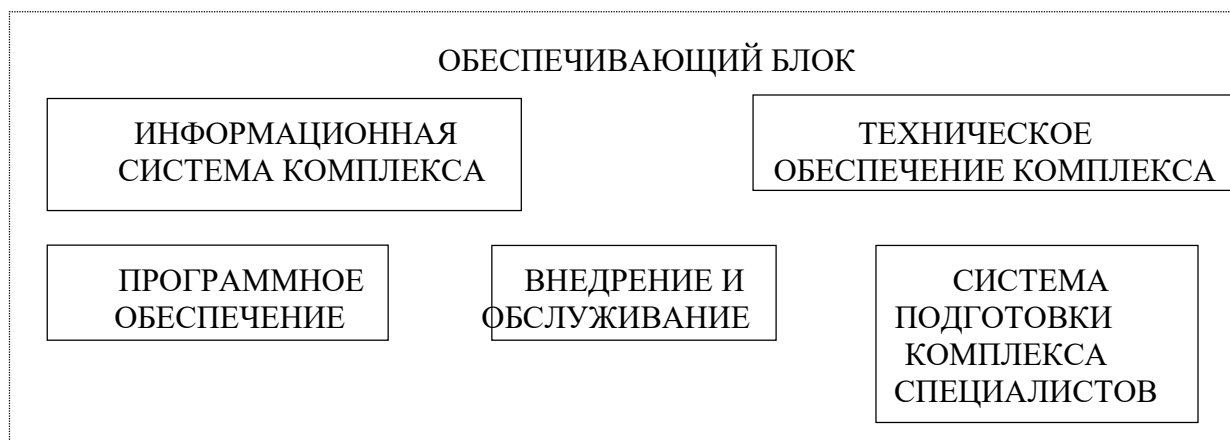 ОБЕСПЕЧИВАЮЩИЙ БЛОК
ИНФОРМАЦИОННАЯ
СИСТЕМА КОМПЛЕКСА
ТЕХНИЧЕСКОЕ
ОБЕСПЕЧЕНИЕ КОМПЛЕКСА
ПРОГРАММНОЕ
ОБЕСПЕЧЕНИЕ
ВНЕДРЕНИЕ И
ОБСЛУЖИВАНИЕ
СИСТЕМА
ПОДГОТОВКИ
КОМПЛЕКСА
СПЕЦИАЛИСТОВ